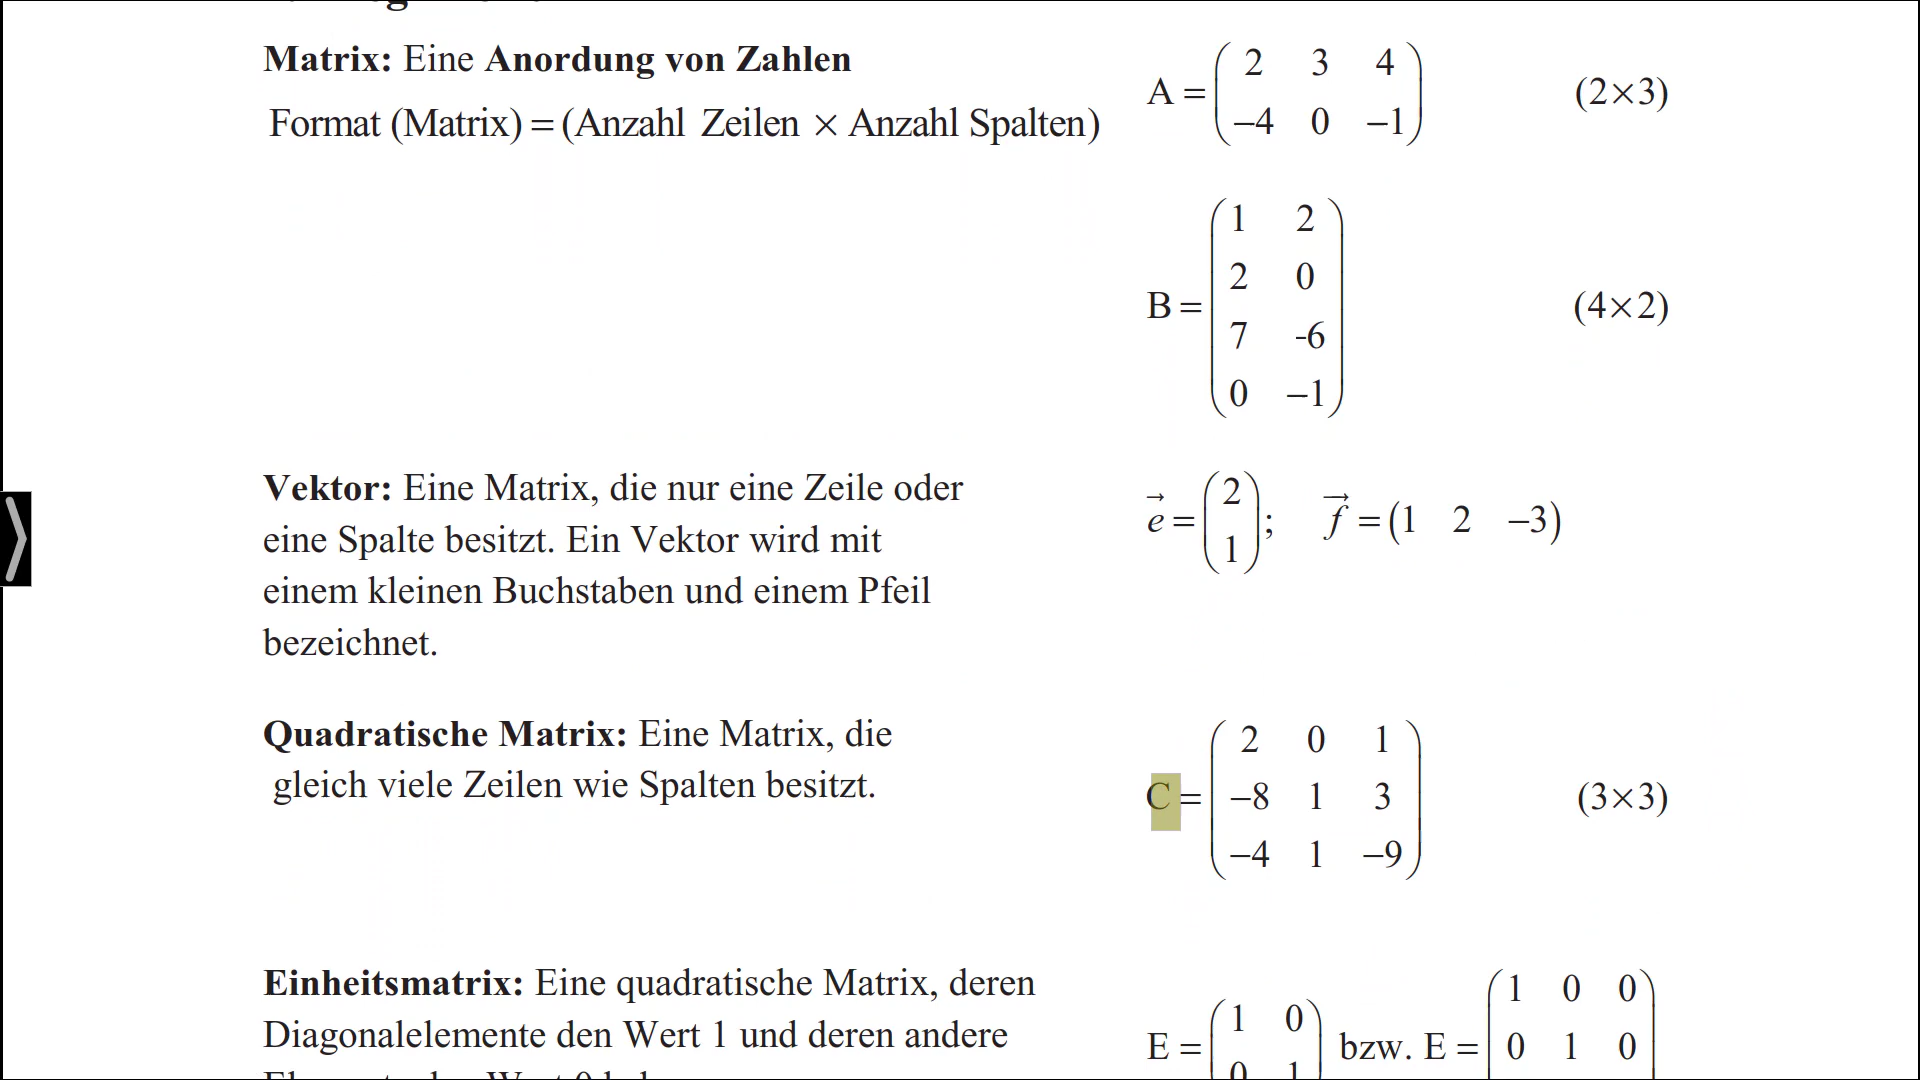 Matrix: Eine Anordung von Zahlen
Format (Matrix) = (Anzahl Zeilen × Anzahl Spalten)
A = ( 2 3 4
−4 0 −1 ) (2×3)
B = ( 1 2
2 0
7 -6
0 −1 ) (4×2)
Vektor: Eine Matrix, die nur eine Zeile oder
eine Spalte besitzt. Ein Vektor wird mit
einem kleinen Buchstaben und einem Pfeil
bezeichnet.
e⃗ = ( 2
1 ); f⃗ = (1 2 −3)
Quadratische Matrix: Eine Matrix, die
gleich viele Zeilen wie Spalten besitzt.
C = ( 2 0 1
−8 1 3
−4 1 −9 ) (3×3)
Einheitsmatrix: Eine quadratische Matrix, deren
Diagonalelemente den Wert 1 und deren andere
E = ( 1 0
0 1 ) bzw. E = ( 1 0 0
0 1 0